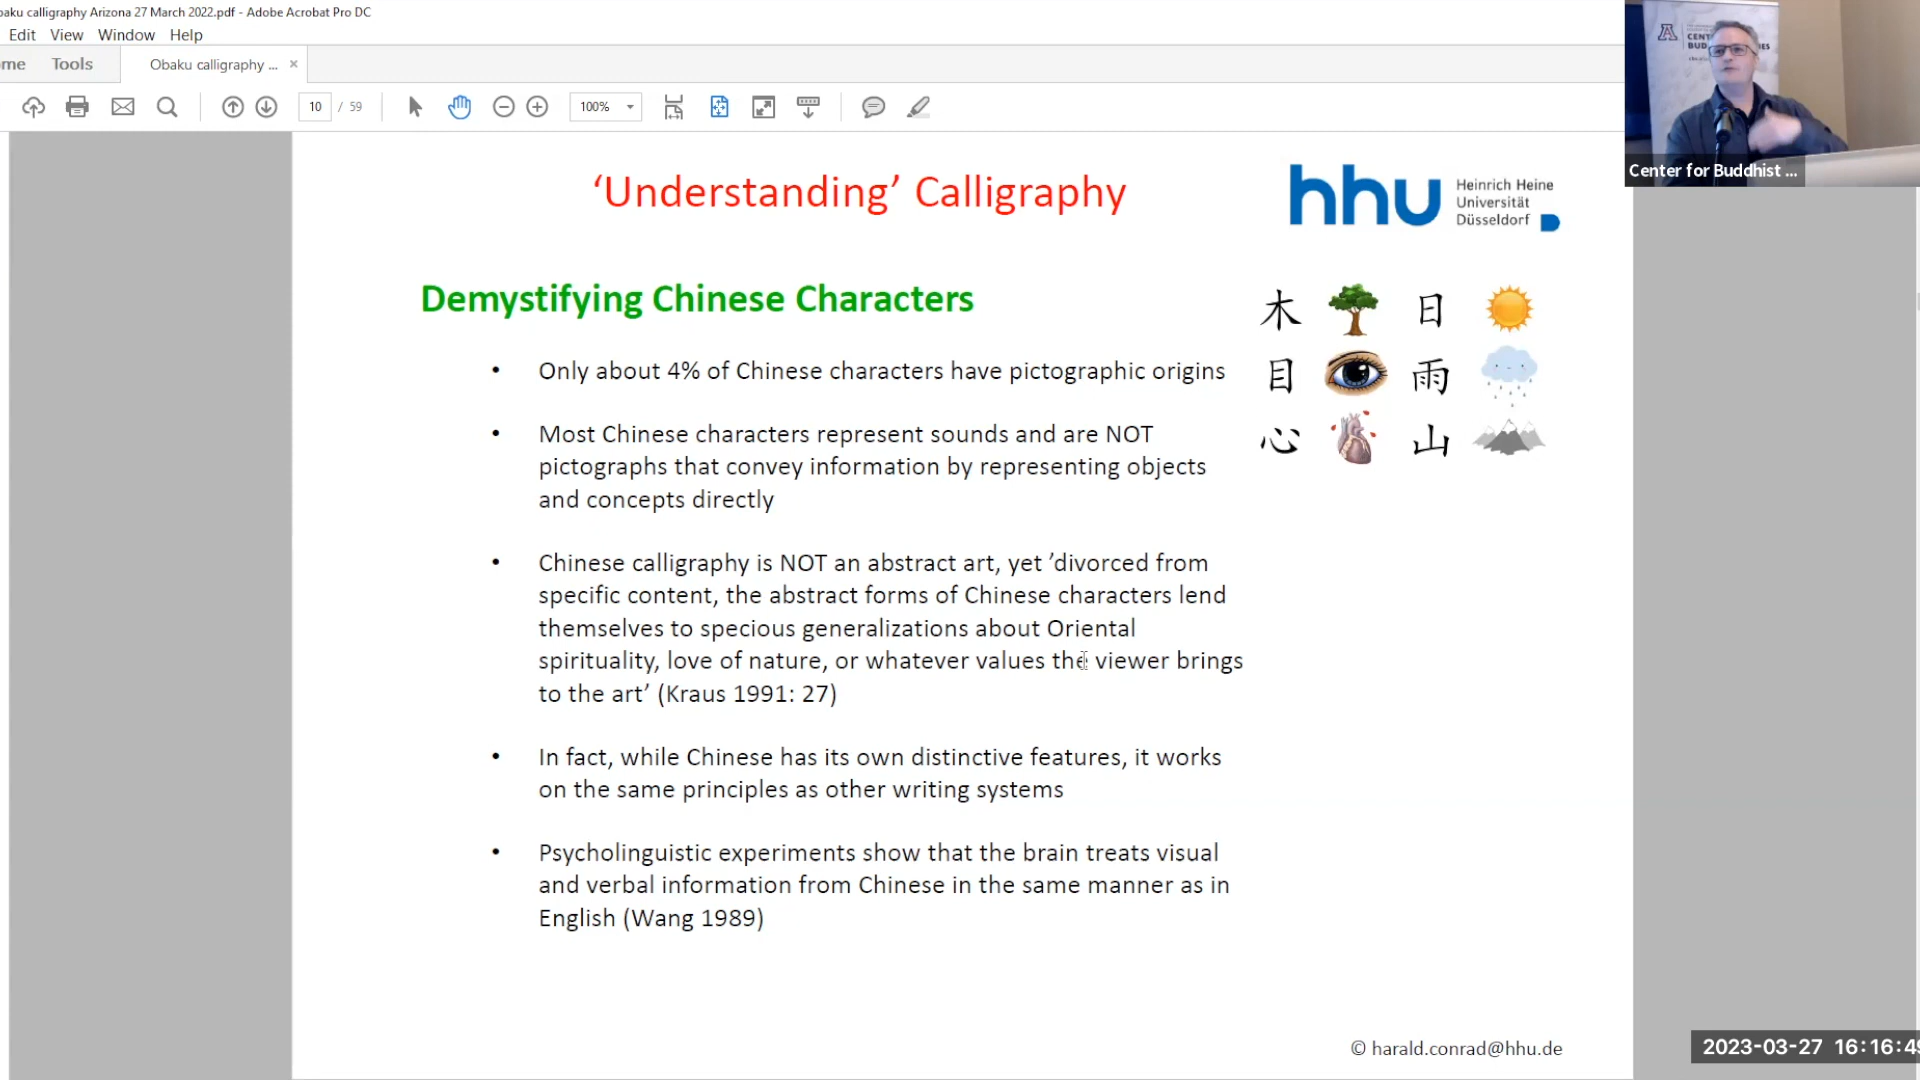 baku calligraphy Arizona 27 March 2022.pdf - Adobe Acrobat Pro DC
Edit View Window Help
me Tools Obaku calligraphy ... ×
10 / 59 100%
‘Understanding’ Calligraphy
hhu Heinrich Heine
Universität
Düsseldorf
Demystifying Chinese Characters
木 日
目 雨
心 山
• Only about 4% of Chinese characters have pictographic origins
• Most Chinese characters represent sounds and are NOT
pictographs that convey information by representing objects
and concepts directly
• Chinese calligraphy is NOT an abstract art, yet ’divorced from
specific content, the abstract forms of Chinese characters lend
themselves to specious generalizations about Oriental
spirituality, love of nature, or whatever values the viewer brings
to the art’ (Kraus 1991: 27)
• In fact, while Chinese has its own distinctive features, it works
on the same principles as other writing systems
• Psycholinguistic experiments show that the brain treats visual
and verbal information from Chinese in the same manner as in
English (Wang 1989)
© harald.conrad@hhu.de
Center for Buddhist ...
2023-03-27 16:16:49